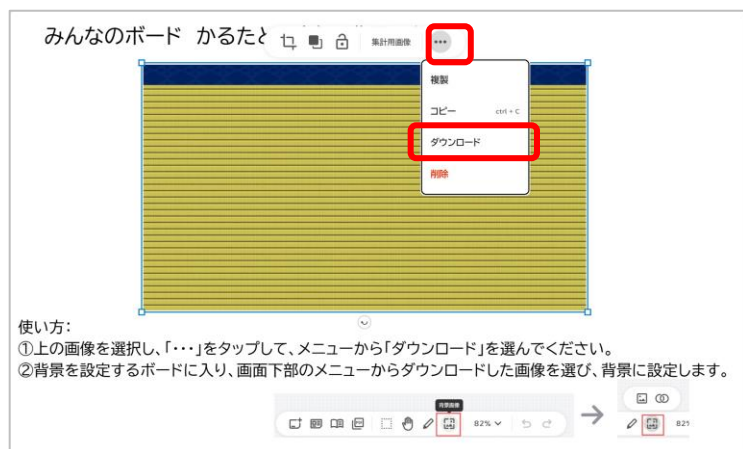 みんなのボード かるたと
集計用画像
複製
コピー ctrl + C
ダウンロード
削除
使い方：
①上の画像を選択し、「・・・」をタップして、メニューから「ダウンロード」を選んでください。
②背景を設定するボードに入り、画面下部のメニューからダウンロードした画像を選び、背景に設定します。
背景画像
82%
82%